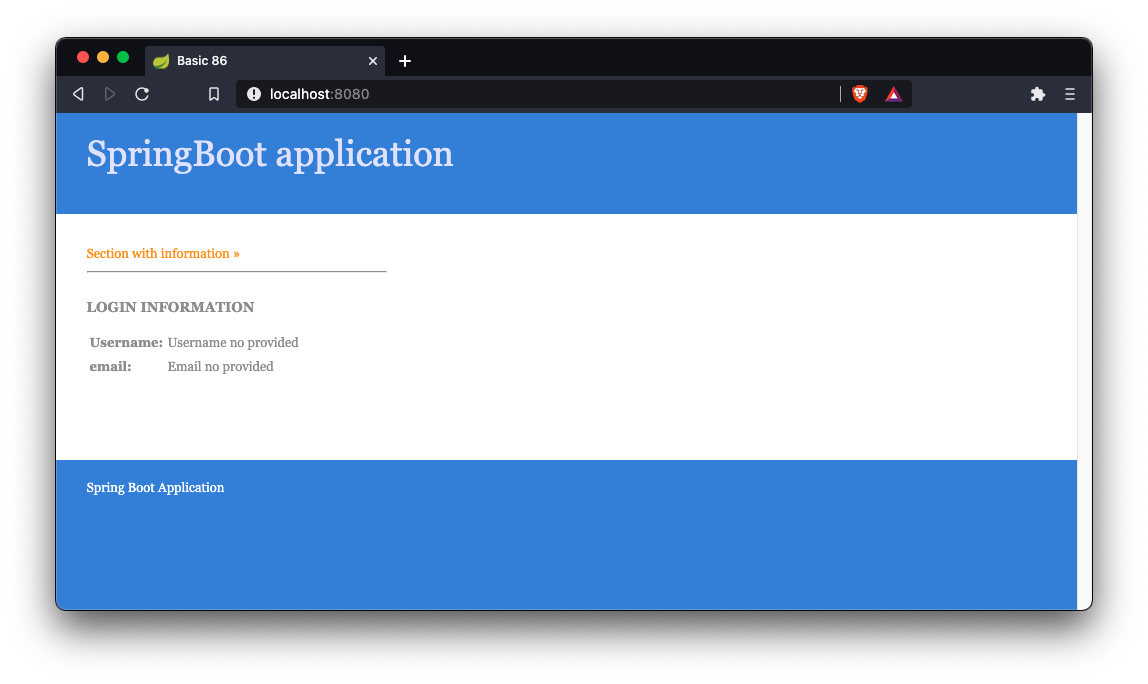 Basic 86
localhost:8080
SpringBoot application
Section with information »
LOGIN INFORMATION
Username: Username no provided
email: Email no provided
Spring Boot Application